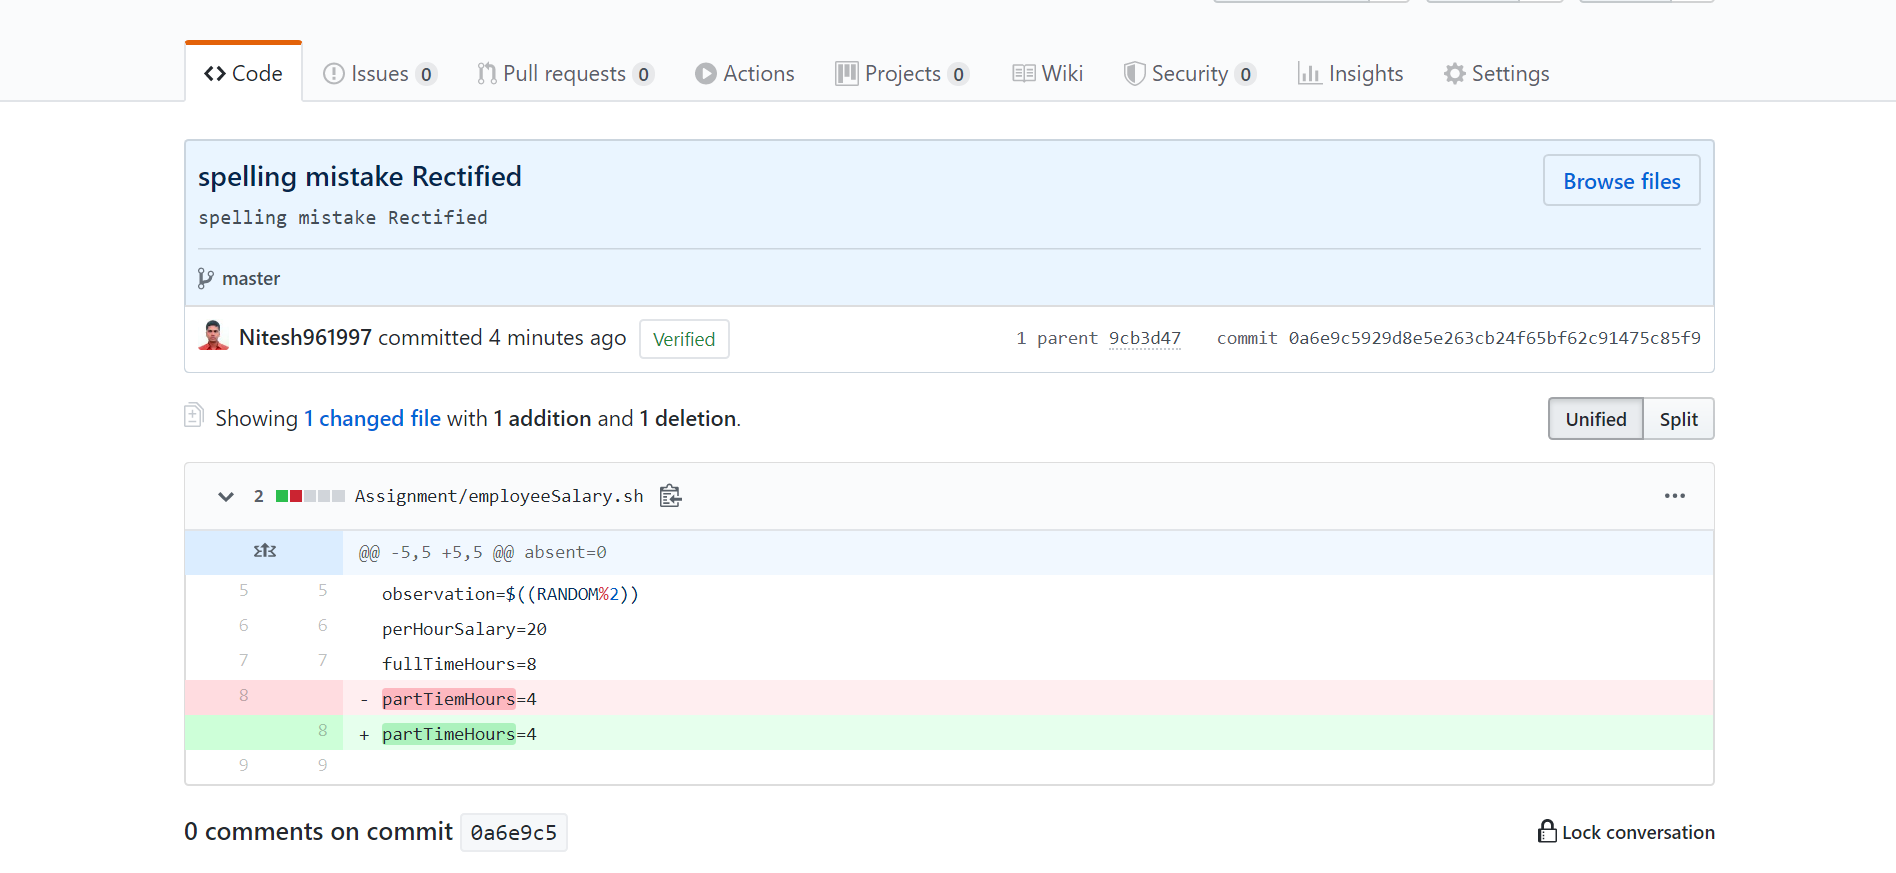 Code Issues 0 Pull requests 0 Actions Projects 0 Wiki Security 0 Insights Settings
spelling mistake Rectified
Browse files
spelling mistake Rectified
master
Nitesh961997 committed 4 minutes ago Verified 1 parent 9cb3d47 commit 0a6e9c5929d8e5e263cb24f65bf62c91475c85f9
Showing 1 changed file with 1 addition and 1 deletion. Unified Split
2 Assignment/employeeSalary.sh
@@ -5,5 +5,5 @@ absent=0
5 5 observation=$((RANDOM%2))
6 6 perHourSalary=20
7 7 fullTimeHours=8
8 - partTiemHours=4
8 + partTimeHours=4
9 9
0 comments on commit 0a6e9c5 Lock conversation